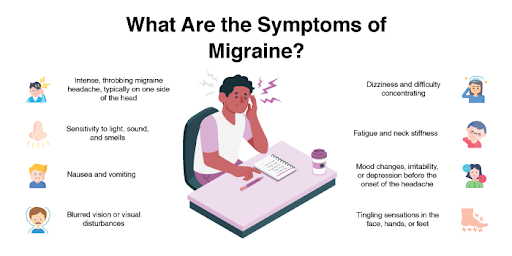 What Are the Symptoms of
Migraine?
Intense, throbbing migraine
headache, typically on one side
of the head
Sensitivity to light, sound,
and smells
Nausea and vomiting
Blurred vision or visual
disturbances
Dizziness and difficulty
concentrating
Fatigue and neck stiffness
Mood changes, irritability,
or depression before the
onset of the headache
Tingling sensations in the
face, hands, or feet